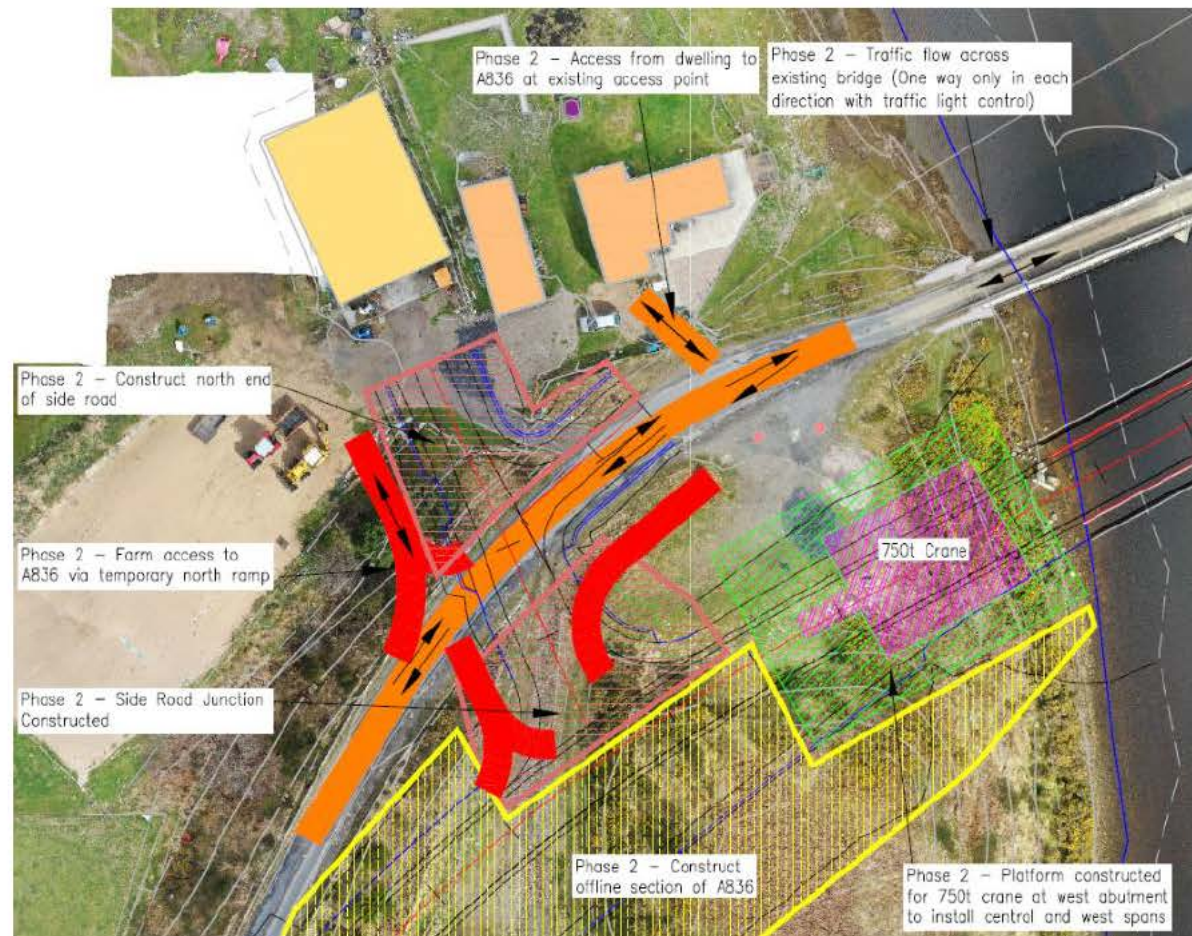 Phase 2 - Access from dwelling to
A836 at existing access point
Phase 2 - Traffic flow across
existing bridge (One way only in each
direction with traffic light control)
Phase 2 - Construct north end
of side road
Phase 2 - Farm access to
A836 via temporary north ramp
750t Crane
Phase 2 - Side Road Junction
Constructed
Phase 2 - Construct
offline section of A836
Phase 2 - Platform constructed
for 750t crane at west abutment
to install central and west spans